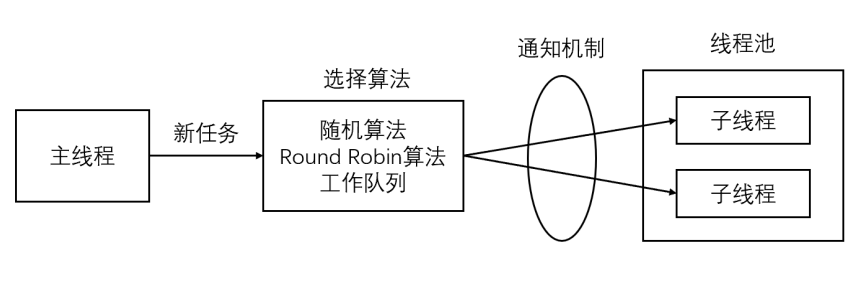 主线程
新任务
选择算法
随机算法
Round Robin算法
工作队列
通知机制
线程池
子线程
子线程